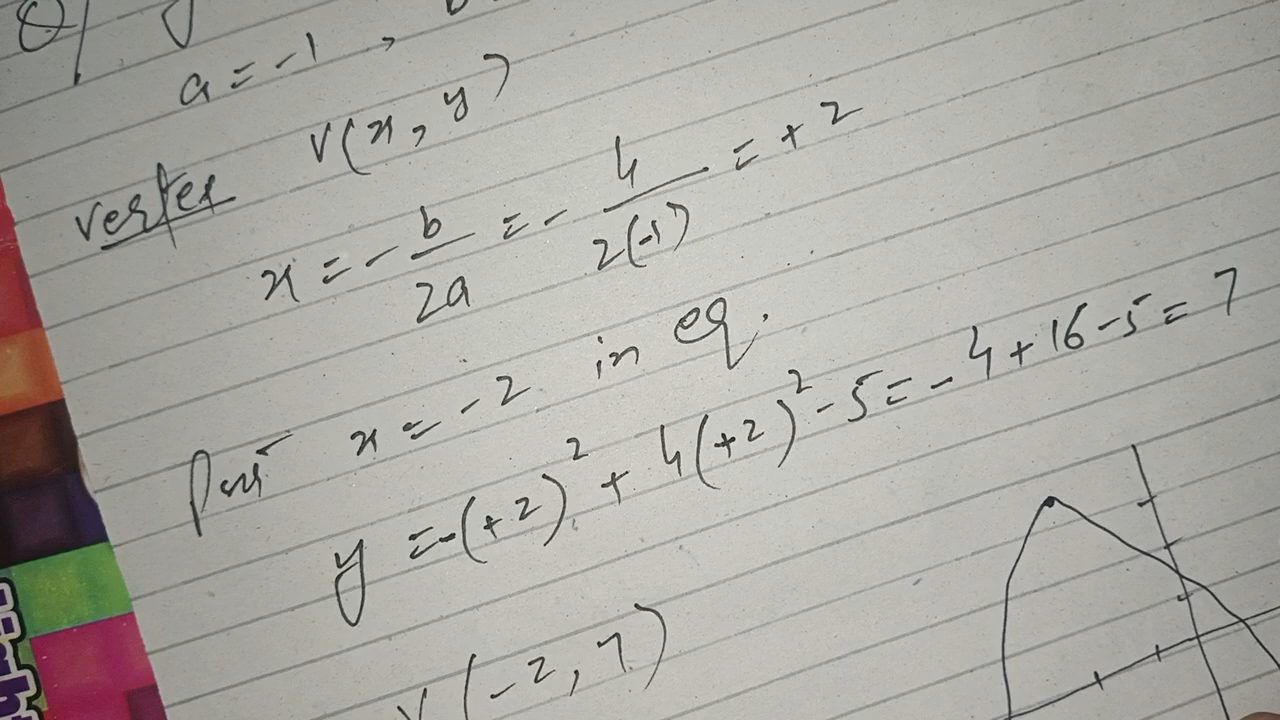 Q/ y
a = -1 ,
vertex V(x, y)
x = - b/2a = - 4/2(-1) = + 2
Put x = - 2 in eq.
y = -(+2)² + 4(+2)² - 5 = - 4 + 16 - 5 = 7
V(-2, 7)